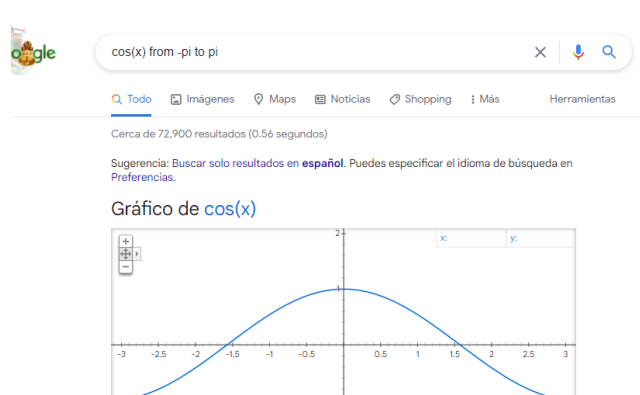 oogle
cos(x) from -pi to pi
Todo Imágenes Maps Noticias Shopping Más Herramientas
Cerca de 72,900 resultados (0.56 segundos)
Sugerencia: Buscar solo resultados en español. Puedes especificar el idioma de búsqueda en
Preferencias.
Gráfico de cos(x)
+
−
2 x: y:
1
-3 -2.5 -2 -1.5 -1 -0.5 0.5 1 1.5 2 2.5 3